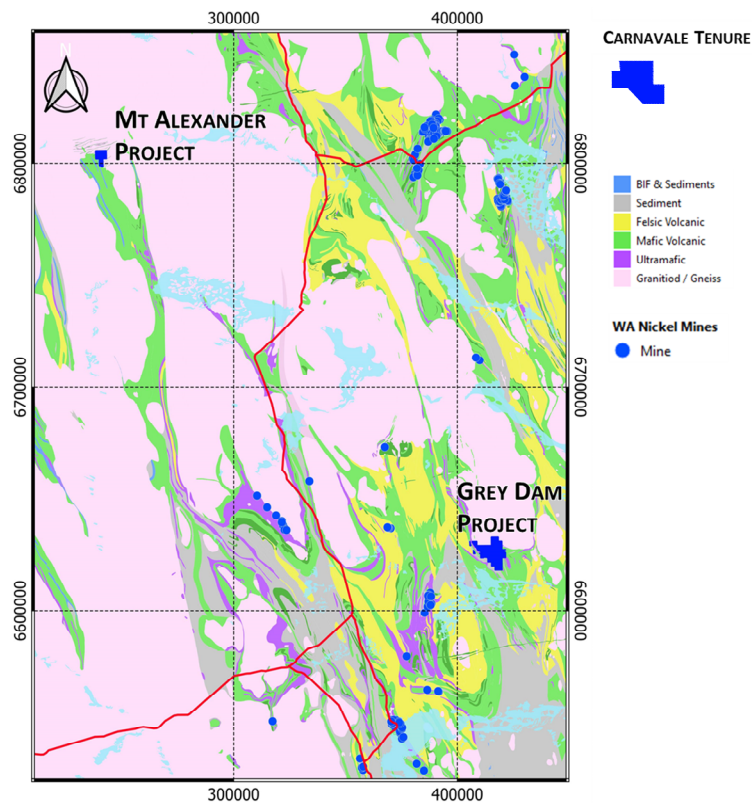 300000
400000
CARNAVALE TENURE
N
MT ALEXANDER
PROJECT
6800000
6800000
BIF & Sediments
Sediment
Felsic Volcanic
Mafic Volcanic
Ultramafic
Granitiod / Gneiss
WA Nickel Mines
Mine
6700000
6700000
GREY DAM
PROJECT
6600000
6600000
300000
400000